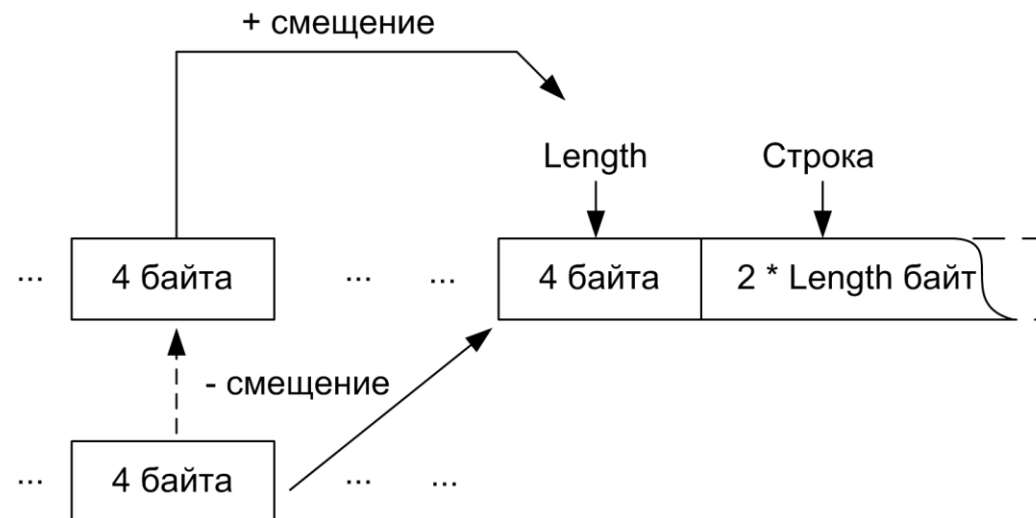 + смещение
Length Строка
... 4 байта ... ... 4 байта 2 * Length байт
- смещение
... 4 байта ... ...